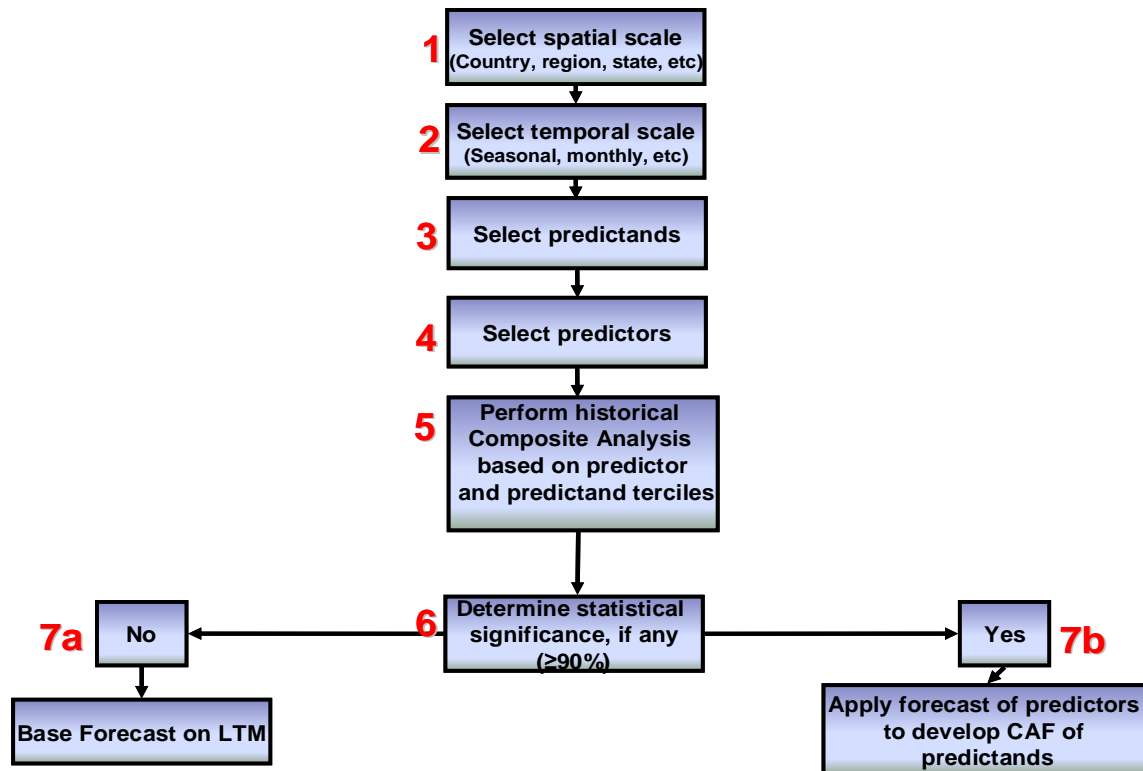 1
Select spatial scale
(Country, region, state, etc)
2
Select temporal scale
(Seasonal, monthly, etc)
3
Select predictands
4
Select predictors
5
Perform historical
Composite Analysis
based on predictor
and predictand terciles
6
Determine statistical
significance, if any
(≥90%)
7a
No
Base Forecast on LTM
Yes
7b
Apply forecast of predictors
to develop CAF of
predictands